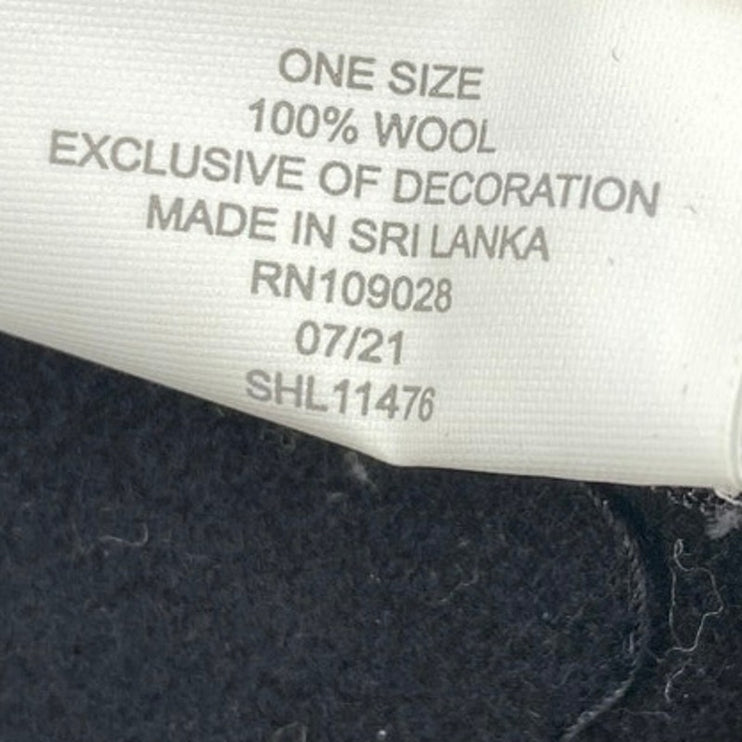 ONE SIZE
100% WOOL
EXCLUSIVE OF DECORATION
MADE IN SRI LANKA
RN109028
07/21
SHL11476